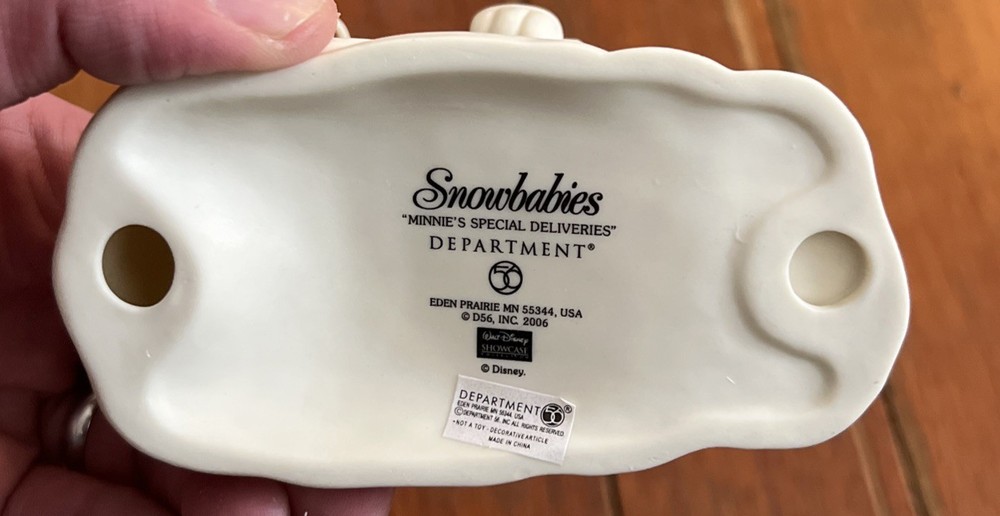 Snowbabies
"MINNIE'S SPECIAL DELIVERIES"
DEPARTMENT®
56
EDEN PRAIRIE MN 55344, USA
© D56, INC. 2006
Walt Disney
SHOWCASE
© Disney.
DEPARTMENT 56®
EDEN PRAIRIE MN 55344, USA
©DEPARTMENT 56, INC ALL RIGHTS RESERVED
• NOT A TOY - DECORATIVE ARTICLE
MADE IN CHINA